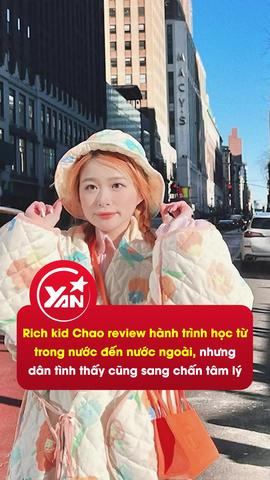 MACY'S
YAN
Rich kid Chao review hành trình học từ
trong nước đến nước ngoài, nhưng
dân tình thấy cũng sang chấn tâm lý